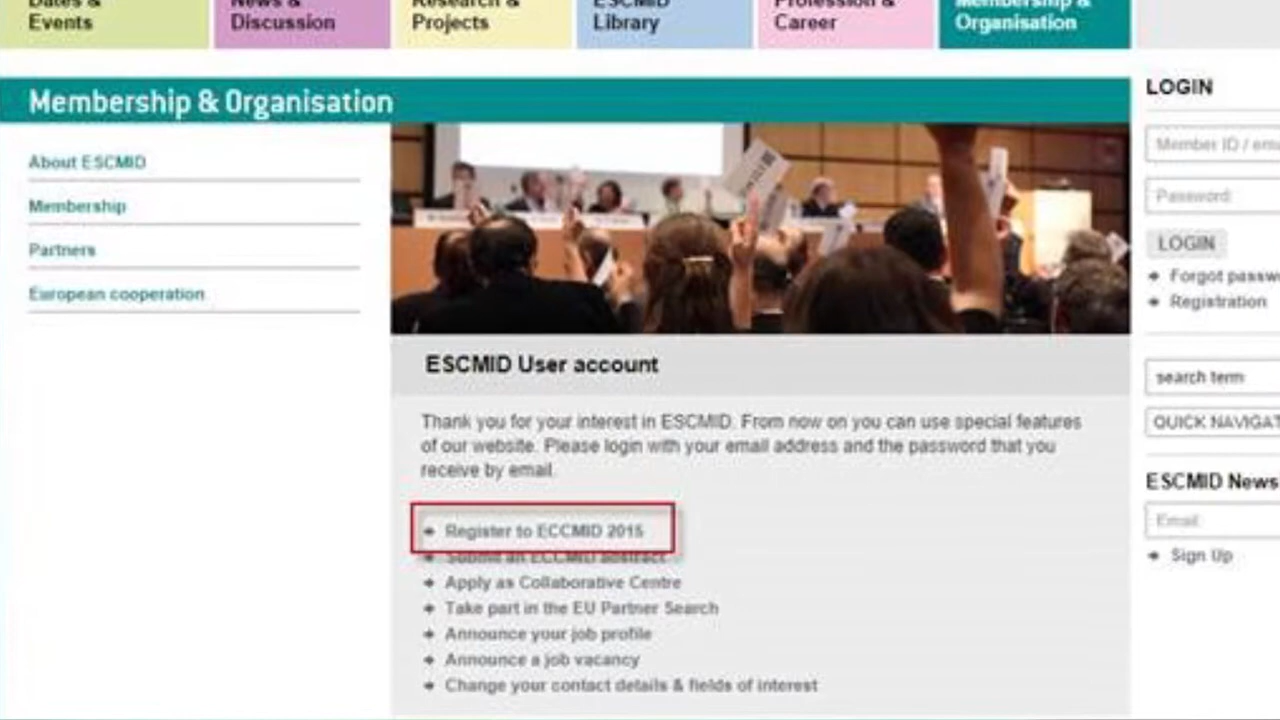 Dates &
Events
News &
Discussion
Research &
Projects
ESCMID
Library
Profession &
Career
Membership &
Organisation
Membership & Organisation
About ESCMID
Membership
Partners
European cooperation
ESCMID User account
Thank you for your interest in ESCMID. From now on you can use special features
of our website. Please login with your email address and the password that you
receive by email.
Register to ECCMID 2015
Submit an ECCMID abstract
Apply as Collaborative Centre
Take part in the EU Partner Search
Announce your job profile
Announce a job vacancy
Change your contact details & fields of interest
LOGIN
Member ID / ema
Password
LOGIN
Forgot passw
Registration
search term
QUICK NAVIGAT
ESCMID News
Email
Sign Up